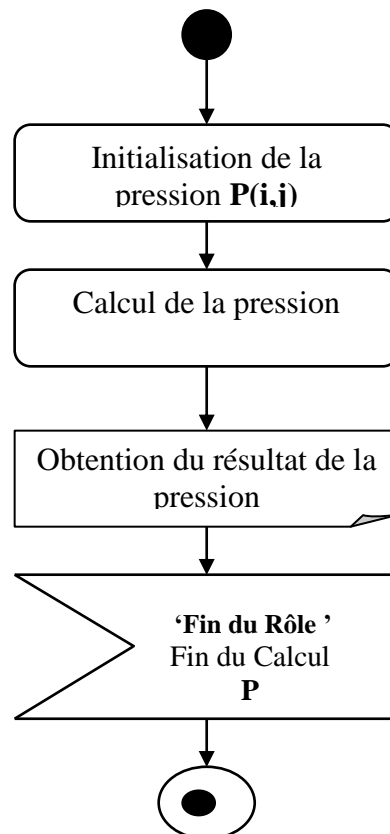 Initialisation de la
pression P(i,j)
Calcul de la pression
Obtention du résultat de la
pression
‘Fin du Rôle ’
Fin du Calcul
P